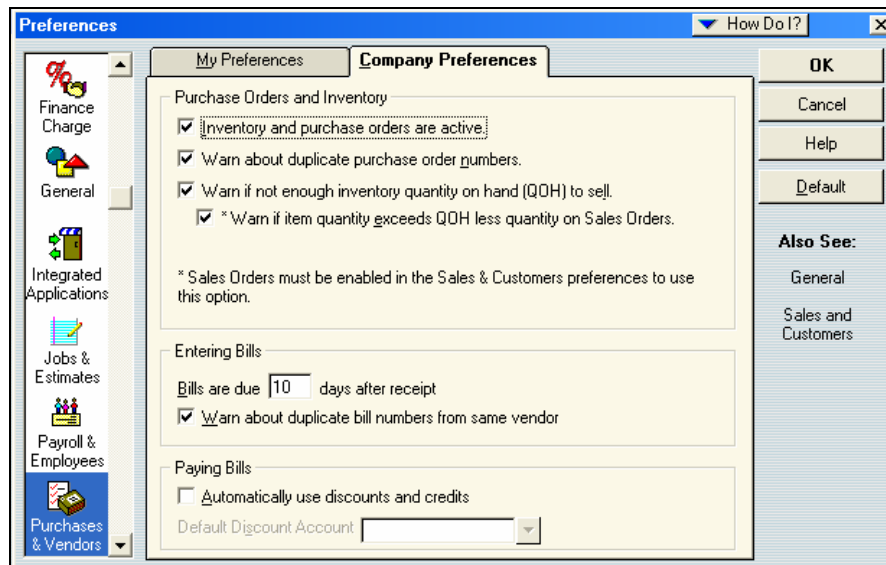 Preferences
How Do I?
Finance
Charge
General
Integrated
Applications
Jobs &
Estimates
Payroll &
Employees
Purchases
& Vendors
My Preferences
Company Preferences
Purchase Orders and Inventory
Inventory and purchase orders are active.
Warn about duplicate purchase order numbers.
Warn if not enough inventory quantity on hand (QOH) to sell.
* Warn if item quantity exceeds QOH less quantity on Sales Orders.
* Sales Orders must be enabled in the Sales & Customers preferences to use
this option.
Entering Bills
Bills are due 10 days after receipt
Warn about duplicate bill numbers from same vendor
Paying Bills
Automatically use discounts and credits
Default Discount Account
OK
Cancel
Help
Default
Also See:
General
Sales and
Customers